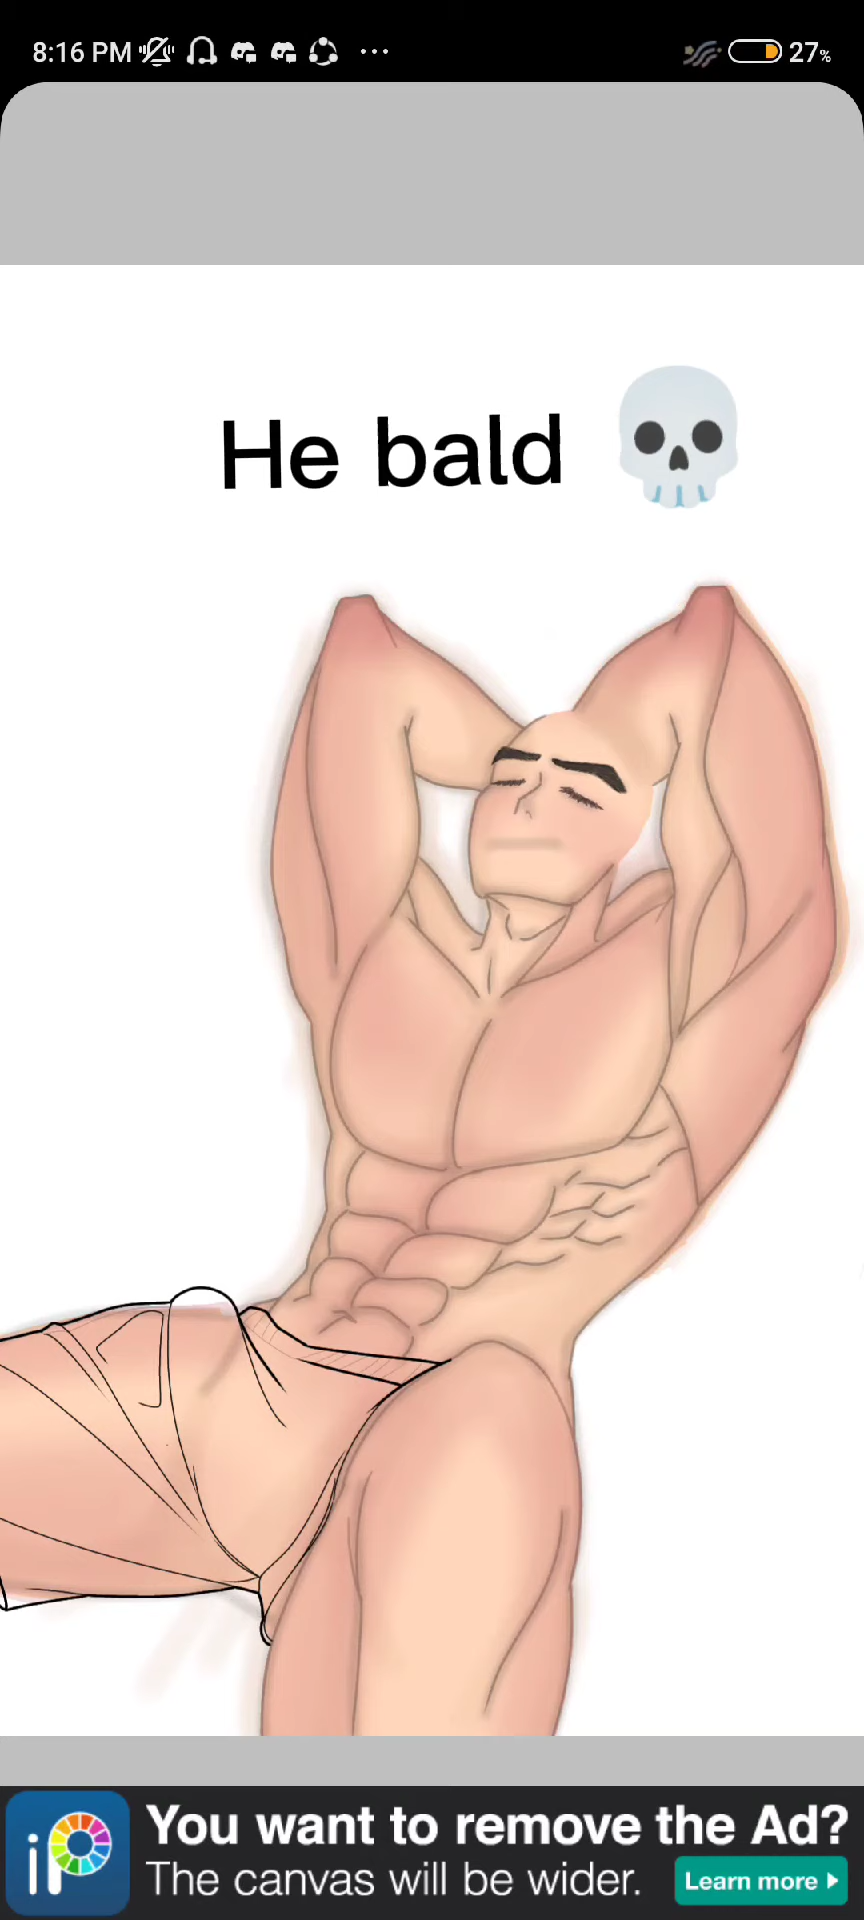 8:16 PM
27%
He bald 💀
iP
You want to remove the Ad?
The canvas will be wider.
Learn more